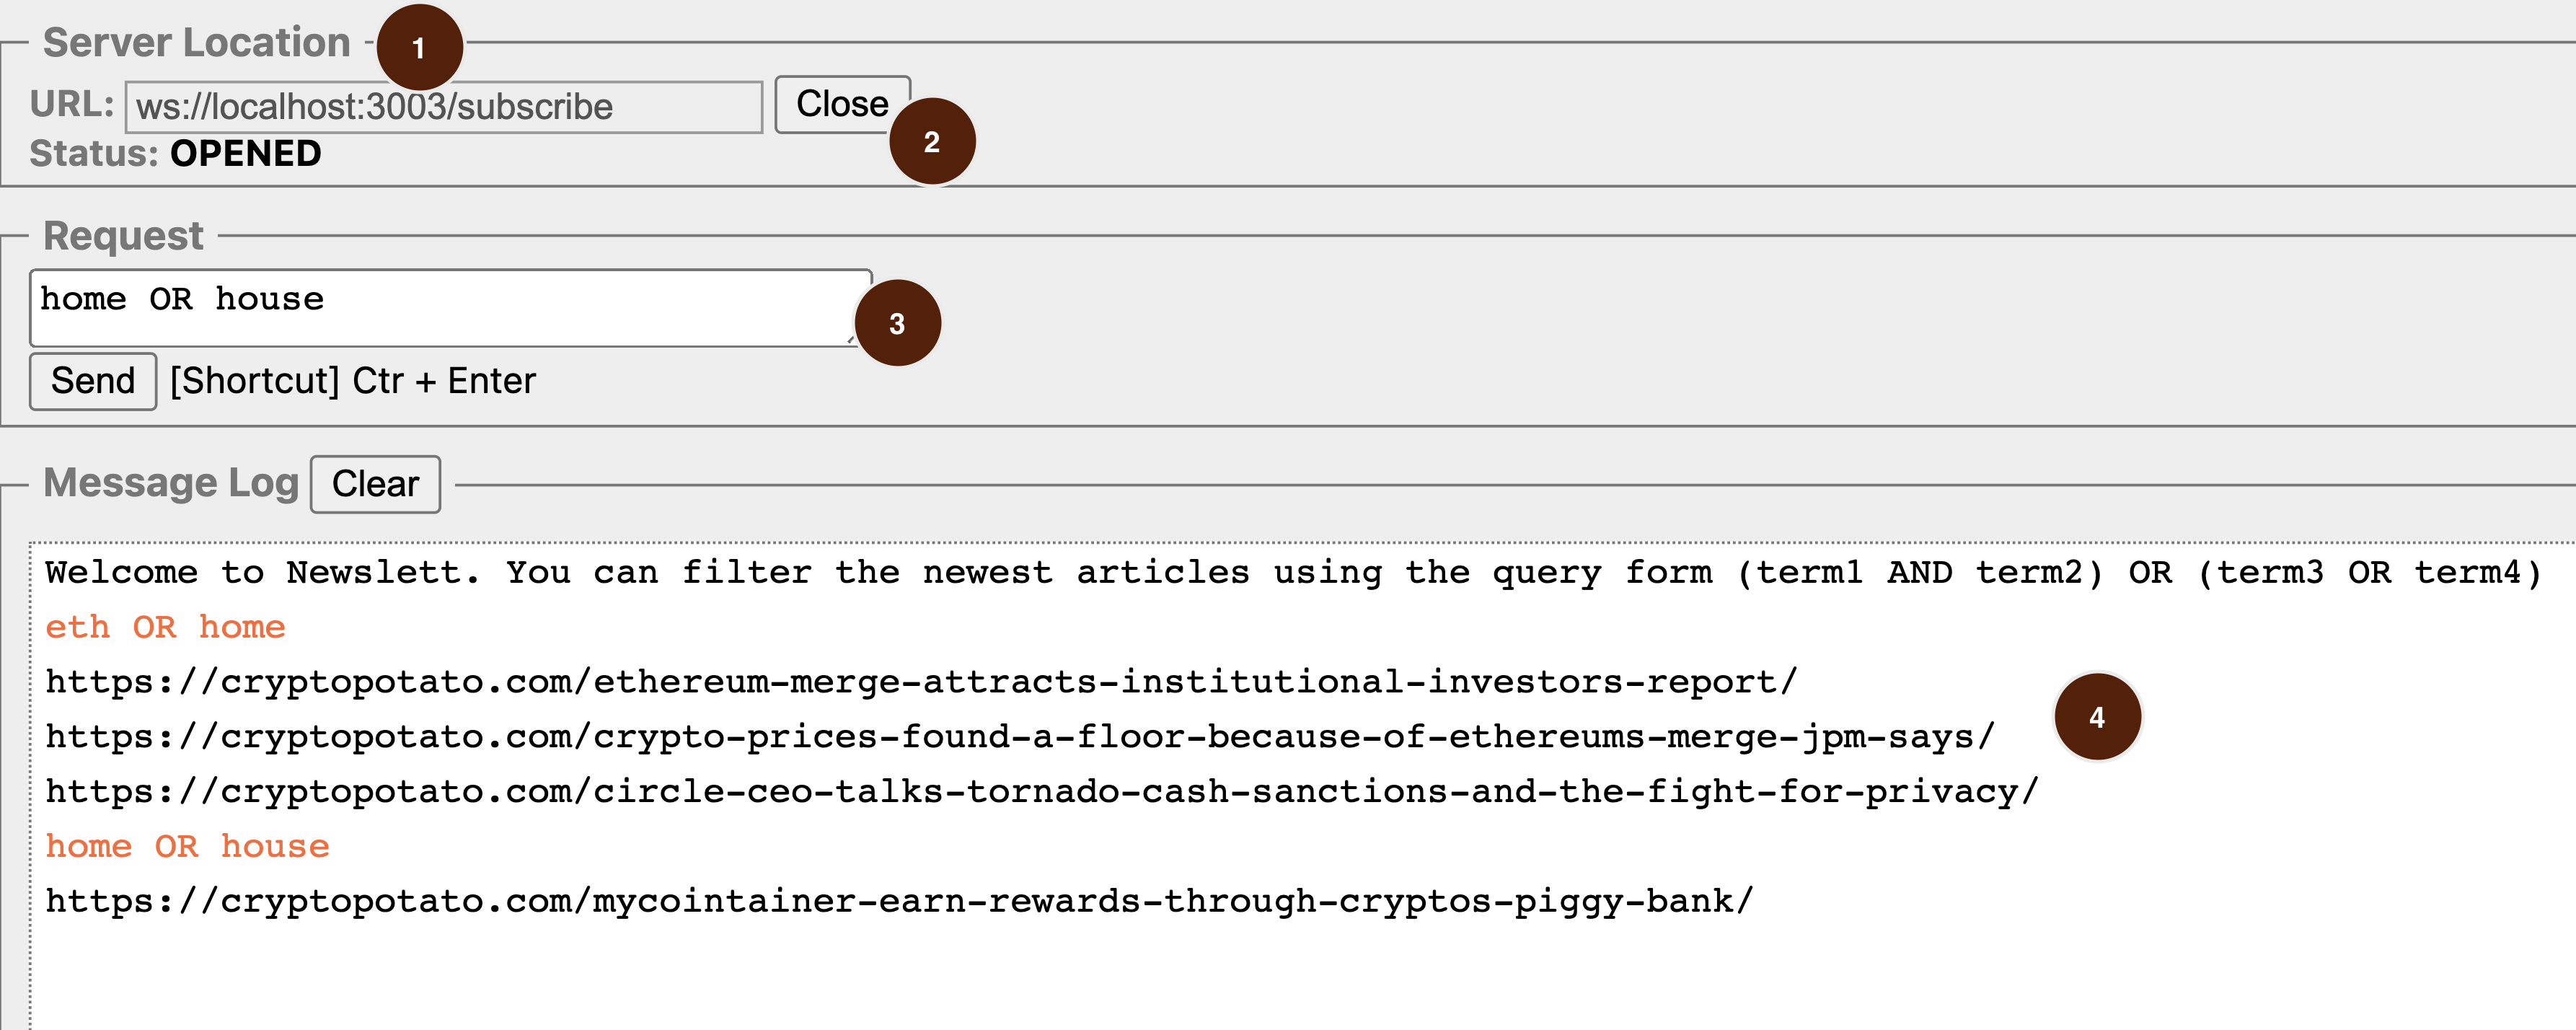 Server Location 1
URL: ws://localhost:3003/subscribe Close
2
Status: OPENED
Request
home OR house
3
Send [Shortcut] Ctr + Enter
Message Log Clear
Welcome to Newslett. You can filter the newest articles using the query form (term1 AND term2) OR (term3 OR term4)
eth OR home
https://cryptopotato.com/ethereum-merge-attracts-institutional-investors-report/
4
https://cryptopotato.com/crypto-prices-found-a-floor-because-of-ethereums-merge-jpm-says/
https://cryptopotato.com/circle-ceo-talks-tornado-cash-sanctions-and-the-fight-for-privacy/
home OR house
https://cryptopotato.com/mycointainer-earn-rewards-through-cryptos-piggy-bank/